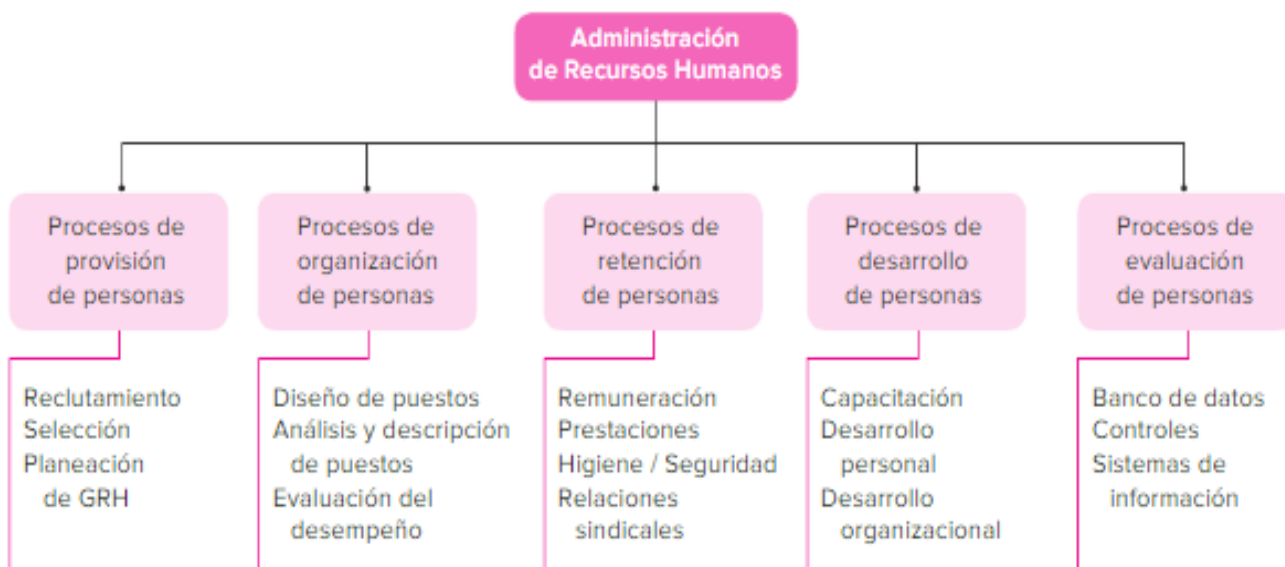 Administración
de Recursos Humanos
Procesos de
provisión
de personas
Procesos de
organización
de personas
Procesos de
retención
de personas
Procesos de
desarrollo
de personas
Procesos de
evaluación
de personas
Reclutamiento
Selección
Planeación
de GRH
Diseño de puestos
Análisis y descripción
de puestos
Evaluación del
desempeño
Remuneración
Prestaciones
Higiene / Seguridad
Relaciones
sindicales
Capacitación
Desarrollo
personal
Desarrollo
organizacional
Banco de datos
Controles
Sistemas de
información